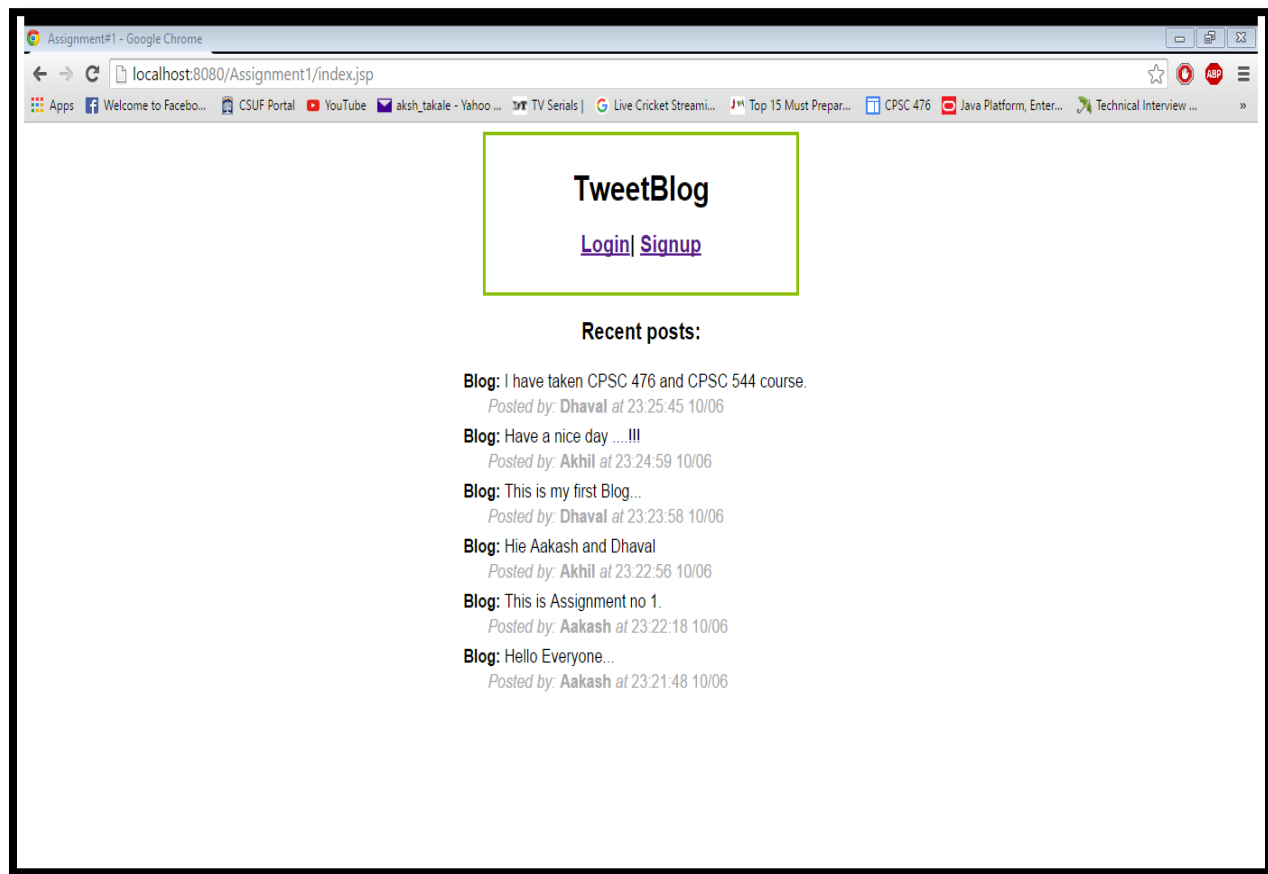 Assignment#1 - Google Chrome
localhost:8080/Assignment1/index.jsp
ABP
Apps Welcome to Facebo... CSUF Portal YouTube aksh_takale - Yahoo ... TV Serials | Live Cricket Streami... Top 15 Must Prepar... CPSC 476 Java Platform, Enter... Technical Interview ... »
TweetBlog
Login| Signup
Recent posts:
Blog: I have taken CPSC 476 and CPSC 544 course.
Posted by: Dhaval at 23:25:45 10/06
Blog: Have a nice day ....!!!
Posted by: Akhil at 23:24:59 10/06
Blog: This is my first Blog...
Posted by: Dhaval at 23:23:58 10/06
Blog: Hie Aakash and Dhaval
Posted by: Akhil at 23:22:56 10/06
Blog: This is Assignment no 1.
Posted by: Aakash at 23:22:18 10/06
Blog: Hello Everyone...
Posted by: Aakash at 23:21:48 10/06